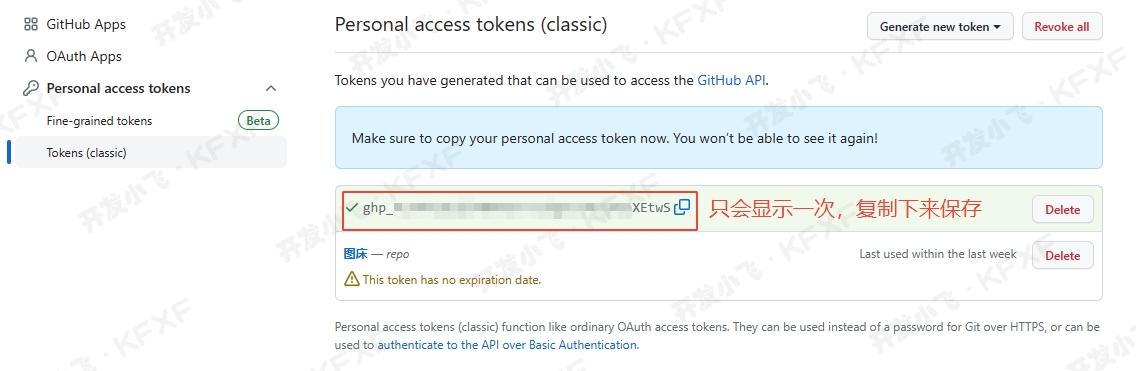 GitHub Apps
OAuth Apps
Personal access tokens
Fine-grained tokens Beta
Tokens (classic)
Personal access tokens (classic)
Generate new token
Revoke all
Tokens you have generated that can be used to access the GitHub API.
Make sure to copy your personal access token now. You won't be able to see it again!
ghp_ XEtwS
只会显示一次，复制下来保存
Delete
图床 — repo
Last used within the last week
Delete
This token has no expiration date.
Personal access tokens (classic) function like ordinary OAuth access tokens. They can be used instead of a password for Git over HTTPS, or can be
used to authenticate to the API over Basic Authentication.
开发小飞 · KFXF